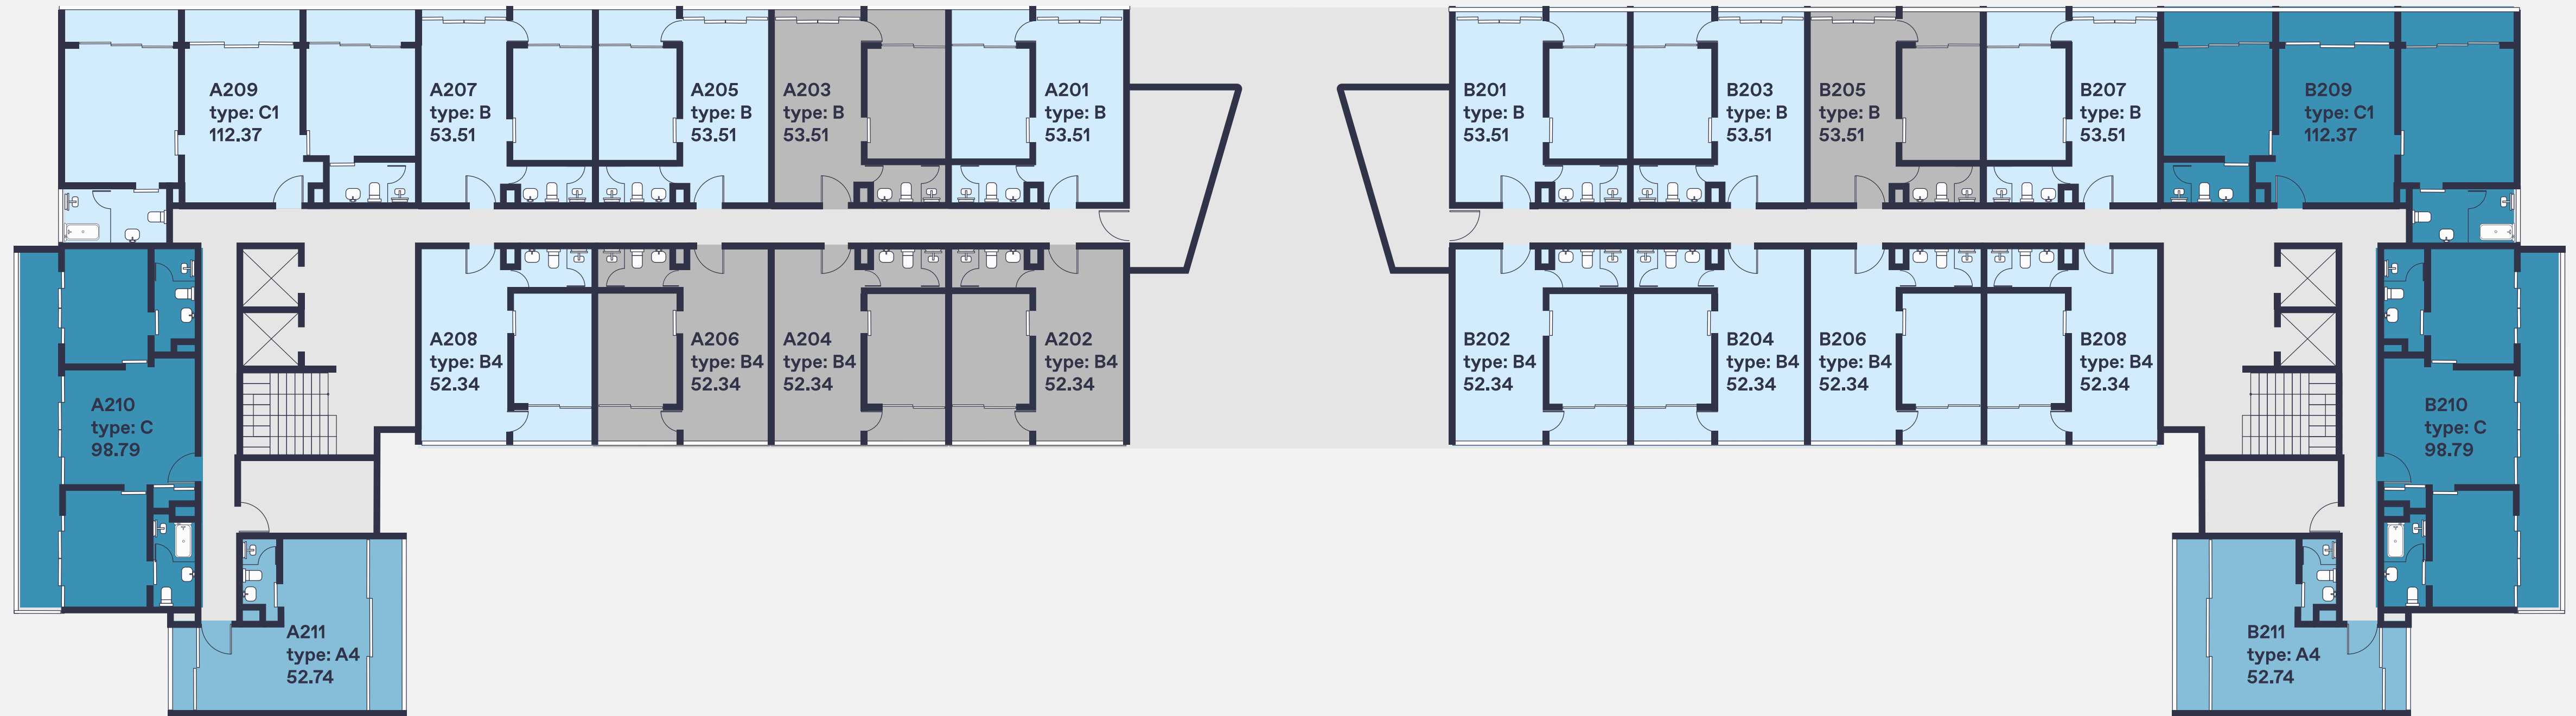 A209
type: C1
112.37
A207
type: B
53.51
A205
type: B
53.51
A203
type: B
53.51
A201
type: B
53.51
B201
type: B
53.51
B203
type: B
53.51
B205
type: B
53.51
B207
type: B
53.51
B209
type: C1
112.37
A208
type: B4
52.34
A206
type: B4
52.34
A204
type: B4
52.34
A202
type: B4
52.34
B202
type: B4
52.34
B204
type: B4
52.34
B206
type: B4
52.34
B208
type: B4
52.34
A210
type: C
98.79
B210
type: C
98.79
A211
type: A4
52.74
B211
type: A4
52.74